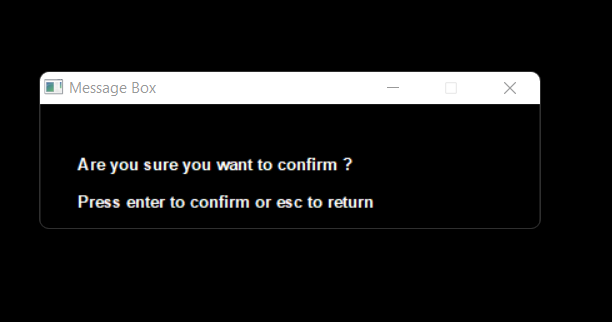 Message Box
Are you sure you want to confirm ?
Press enter to confirm or esc to return